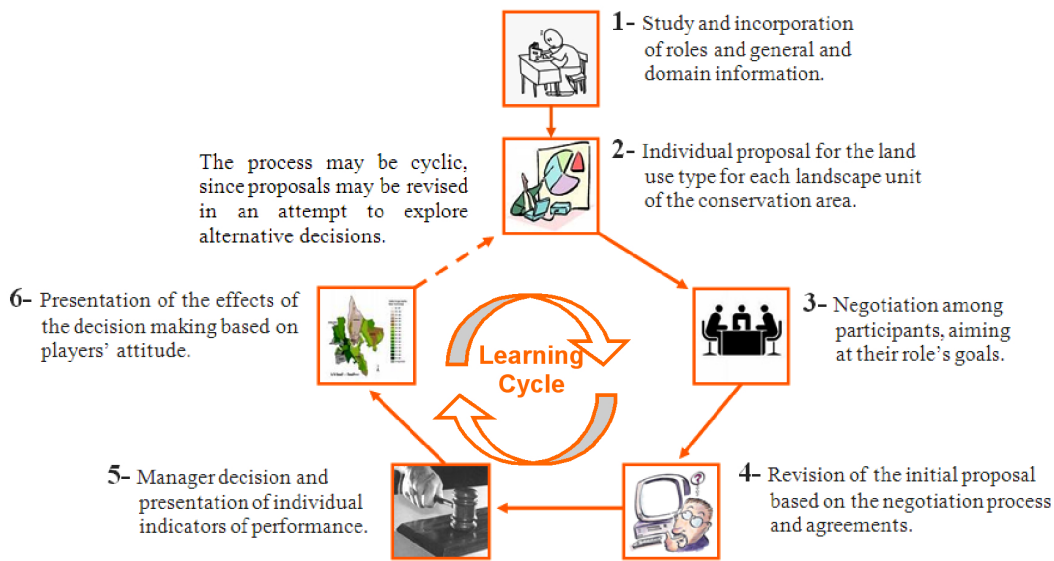 1- Study and incorporation
of roles and general and
domain information.
2- Individual proposal for the land
use type for each landscape unit
of the conservation area.
The process may be cyclic,
since proposals may be revised
in an attempt to explore
alternative decisions.
6- Presentation of the effects of
the decision making based on
players’ attitude.
3- Negotiation among
participants, aiming
at their role’s goals.
Learning
Cycle
5- Manager decision and
presentation of individual
indicators of performance.
4- Revision of the initial proposal
based on the negotiation process
and agreements.
?